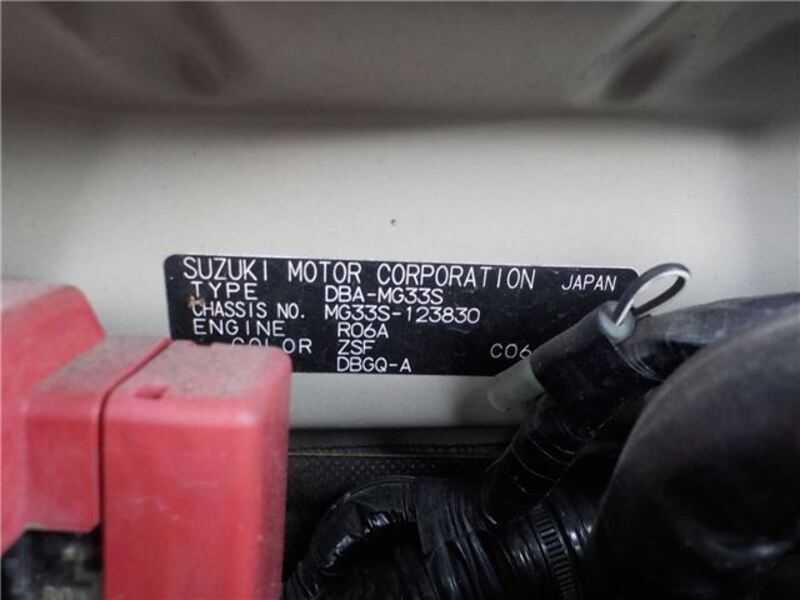 SUZUKI MOTOR CORPORATION JAPAN
TYPE DBA-MG33S
CHASSIS NO. MG33S-123830
ENGINE R06A
COLOR ZSF C06
DBGQ-A